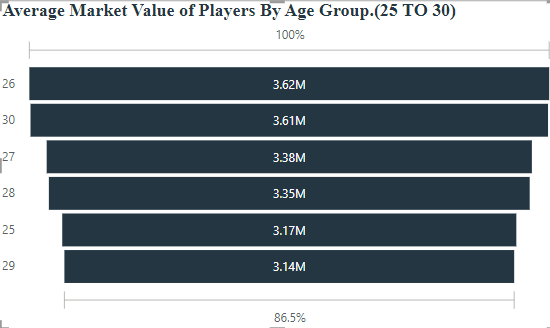 Average Market Value of Players By Age Group.(25 TO 30)
100%
26 3.62M
30 3.61M
27 3.38M
28 3.35M
25 3.17M
29 3.14M
86.5%